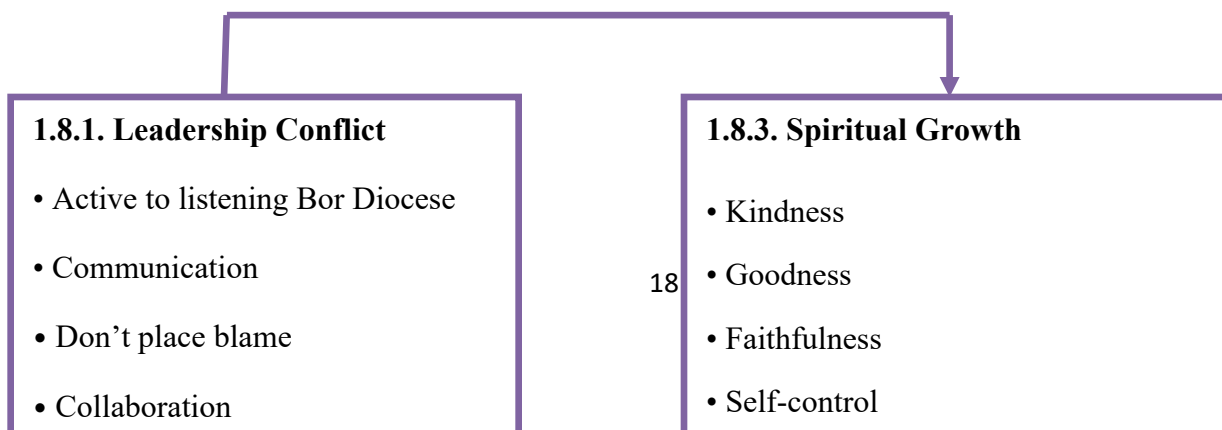 1.8.1. Leadership Conflict
• Active to listening Bor Diocese
• Communication
• Don’t place blame
• Collaboration
18
1.8.3. Spiritual Growth
• Kindness
• Goodness
• Faithfulness
• Self-control